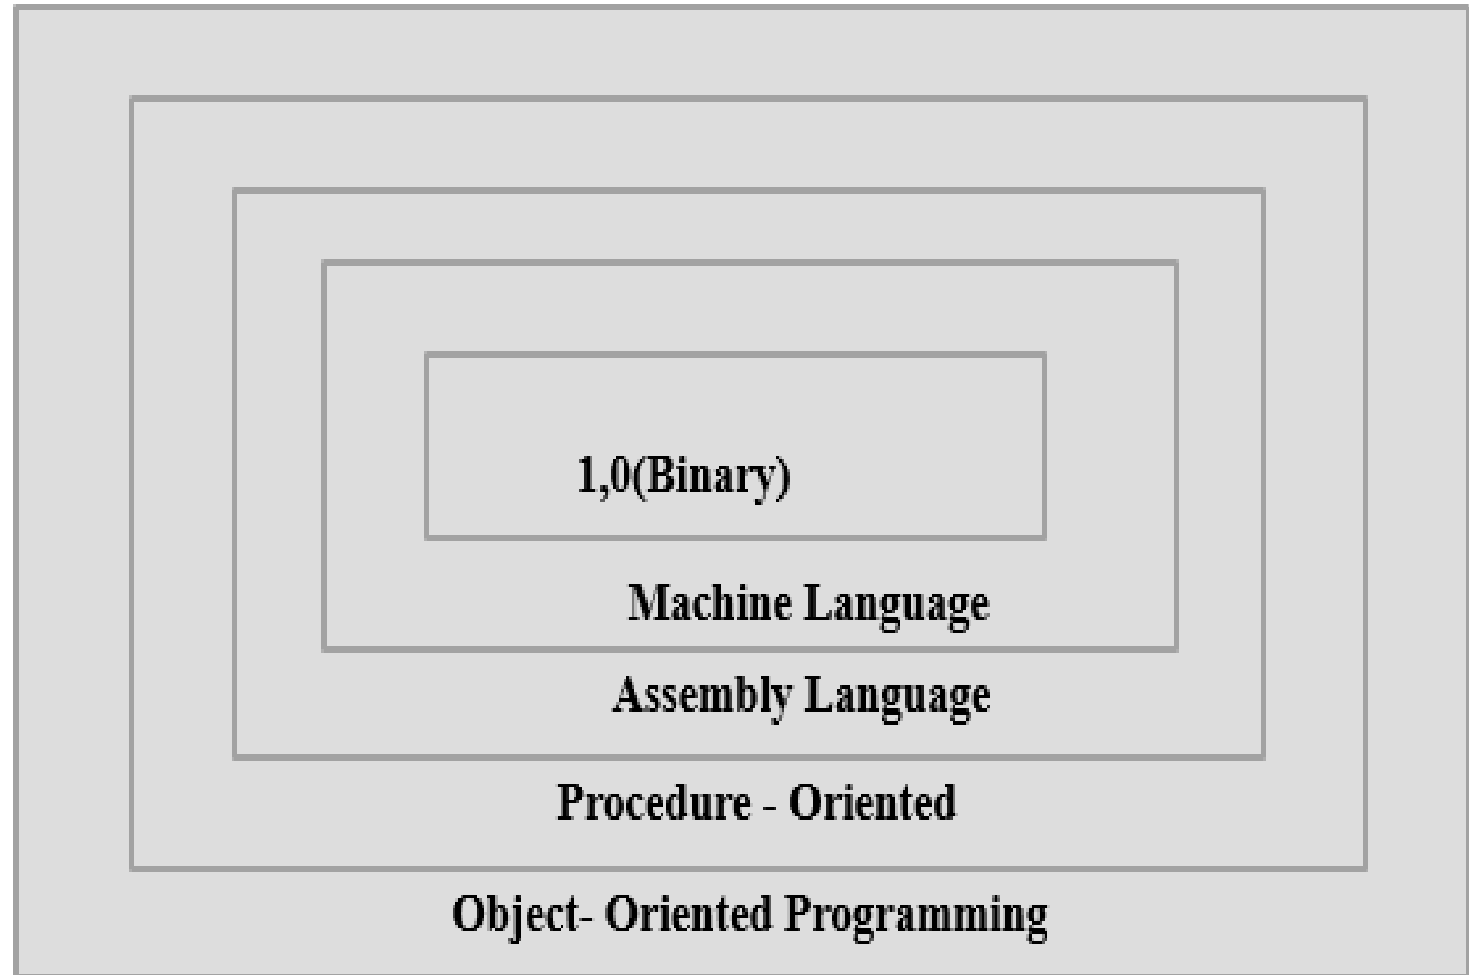 1,0(Binary)
Machine Language
Assembly Language
Procedure - Oriented
Object- Oriented Programming